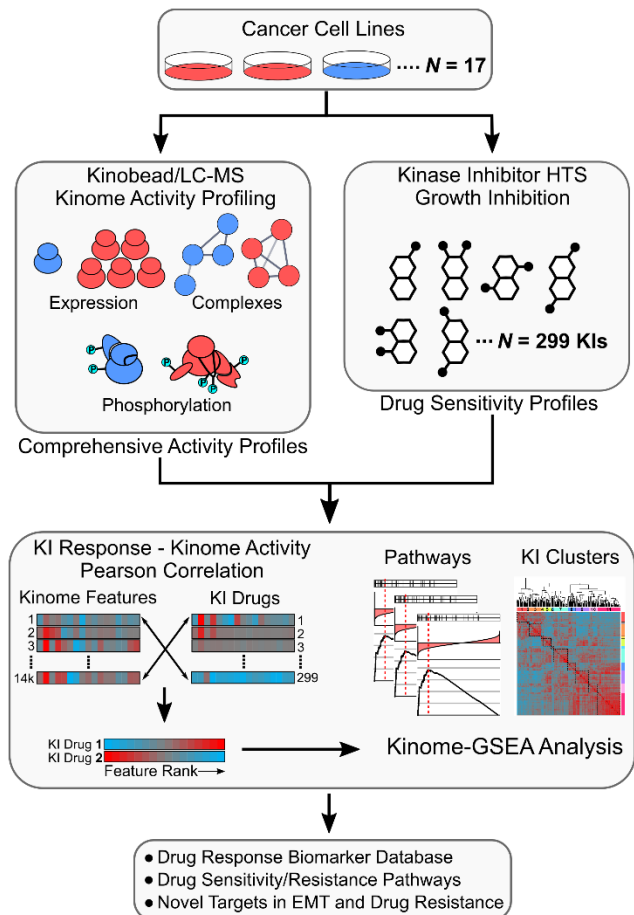 Cancer Cell Lines
···· N = 17
Kinobead/LC-MS
Kinome Activity Profiling
Expression
Complexes
P
P
P
P
P
P
Phosphorylation
Comprehensive Activity Profiles
Kinase Inhibitor HTS
Growth Inhibition
··· N = 299 KIs
Drug Sensitivity Profiles
KI Response - Kinome Activity
Pearson Correlation
Kinome Features
KI Drugs
1
2
3
14k
1
2
3
299
KI Drug 1
KI Drug 2
Feature Rank
Pathways
KI Clusters
Kinome-GSEA Analysis
● Drug Response Biomarker Database
● Drug Sensitivity/Resistance Pathways
● Novel Targets in EMT and Drug Resistance